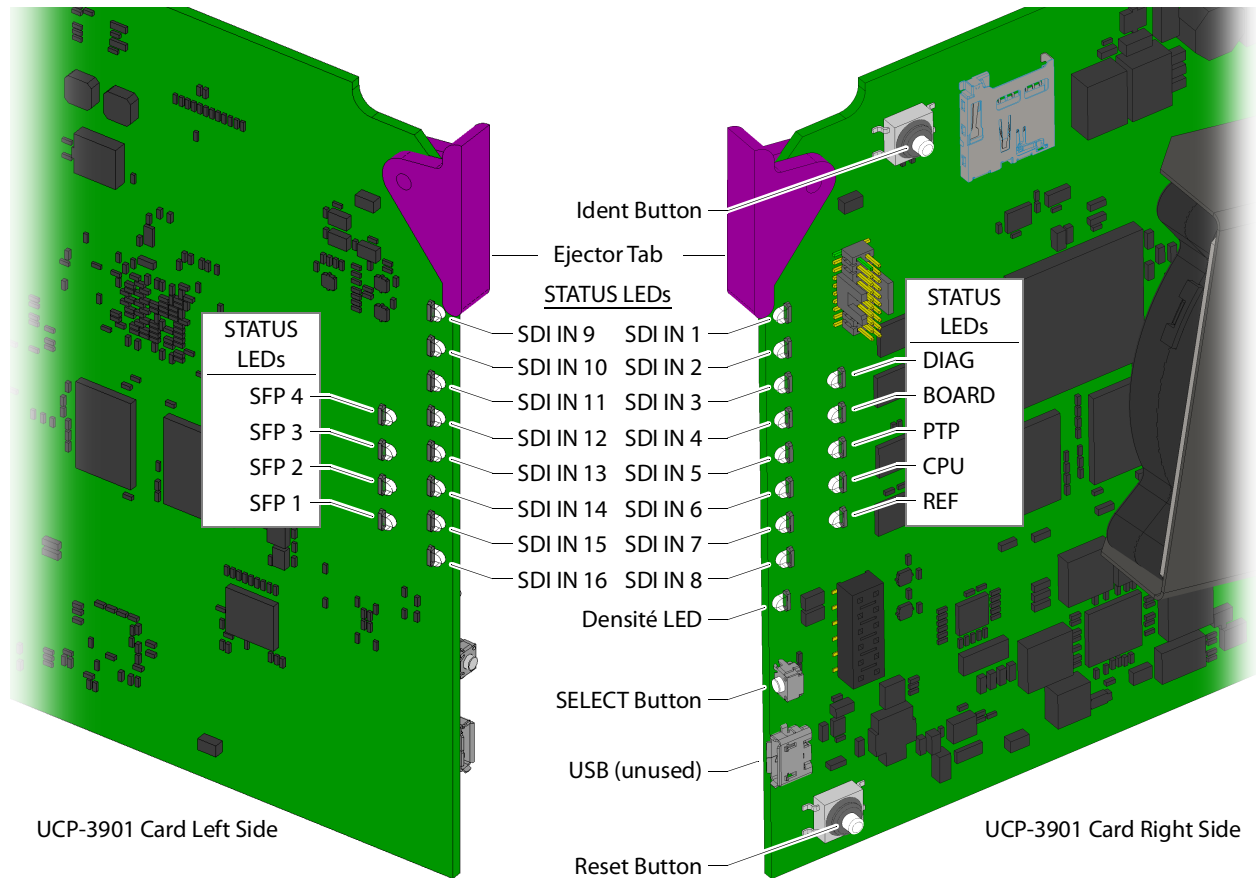 Ident Button
Ejector Tab
STATUS LEDs
SDI IN 9 SDI IN 1
SDI IN 10 SDI IN 2
SDI IN 11 SDI IN 3
SDI IN 12 SDI IN 4
SDI IN 13 SDI IN 5
SDI IN 14 SDI IN 6
SDI IN 15 SDI IN 7
SDI IN 16 SDI IN 8
Densité LED
SELECT Button
USB (unused)
Reset Button
STATUS
LEDs
SFP 4
SFP 3
SFP 2
SFP 1
STATUS
LEDs
DIAG
BOARD
PTP
CPU
REF
UCP-3901 Card Left Side
UCP-3901 Card Right Side